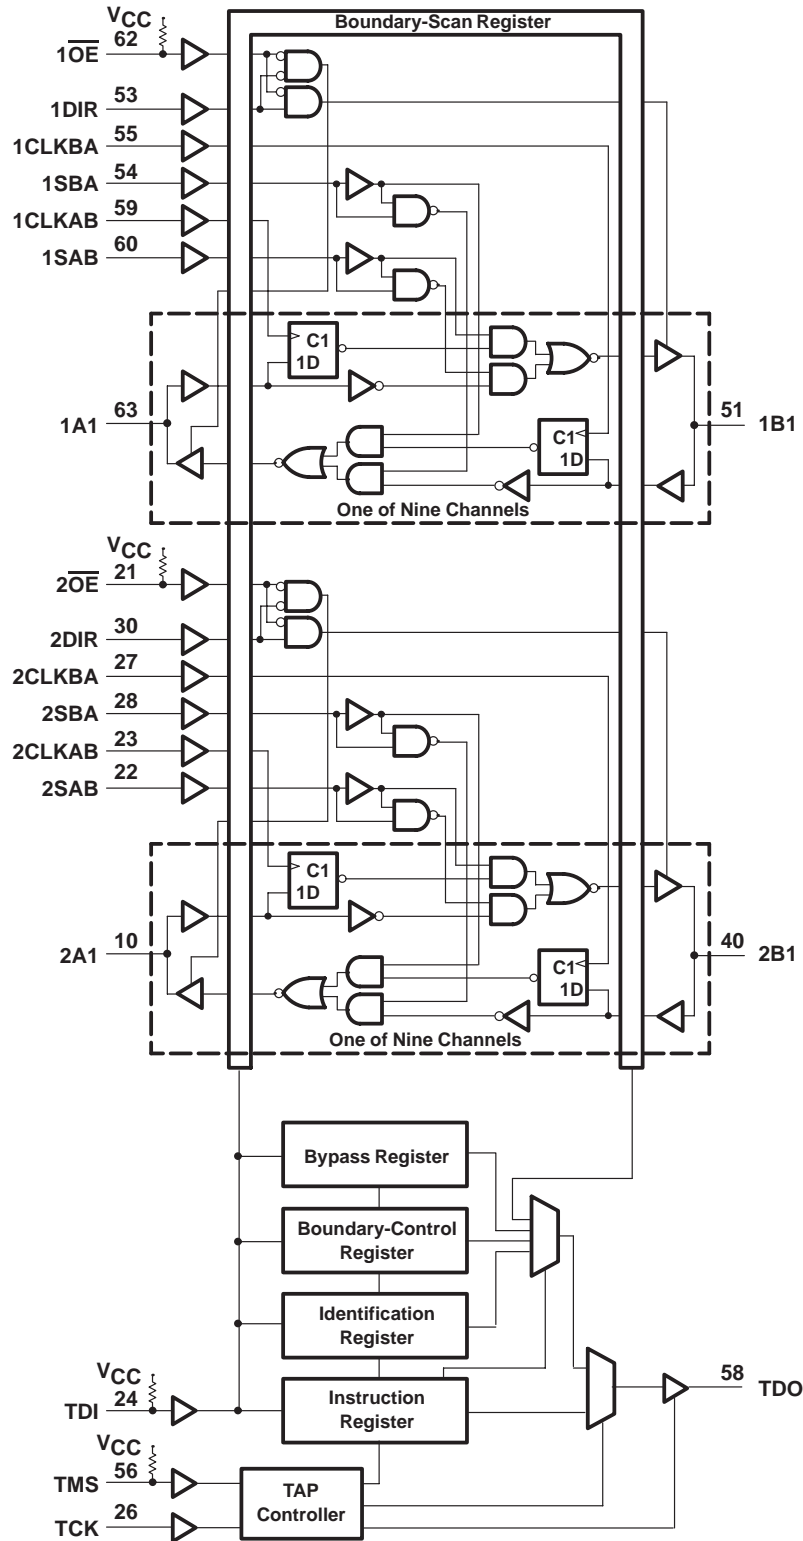 Boundary-Scan Register
VCC
62
1O̅E̅
53
1DIR
55
1CLKBA
54
1SBA
59
1CLKAB
60
1SAB
C1
1D
63
1A1
51
1B1
C1
1D
One of Nine Channels
VCC
21
2O̅E̅
30
2DIR
27
2CLKBA
28
2SBA
23
2CLKAB
22
2SAB
C1
1D
10
2A1
40
2B1
C1
1D
One of Nine Channels
Bypass Register
Boundary-Control
Register
Identification
Register
VCC
24
TDI
Instruction
Register
58
TDO
VCC
56
TMS
TAP
Controller
26
TCK